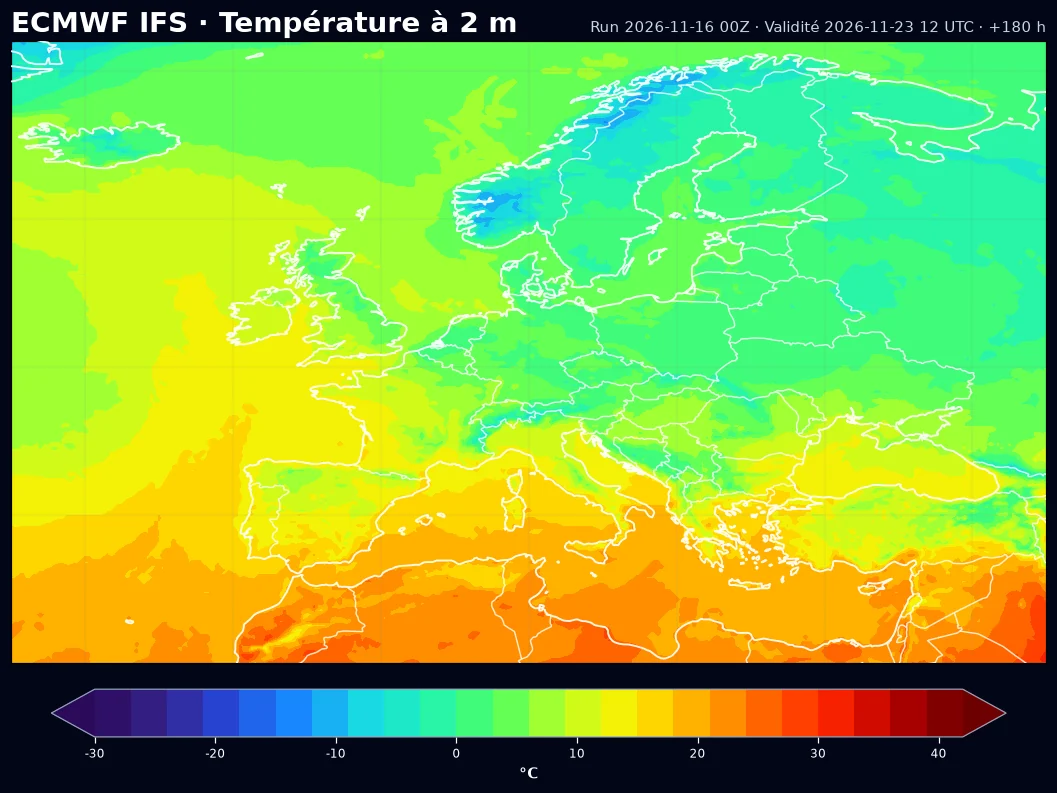 ECMWF IFS · Température à 2 m
Run 2026-11-16 00Z · Validité 2026-11-23 12 UTC · +180 h
-30 -20 -10 0 10 20 30 40
°C